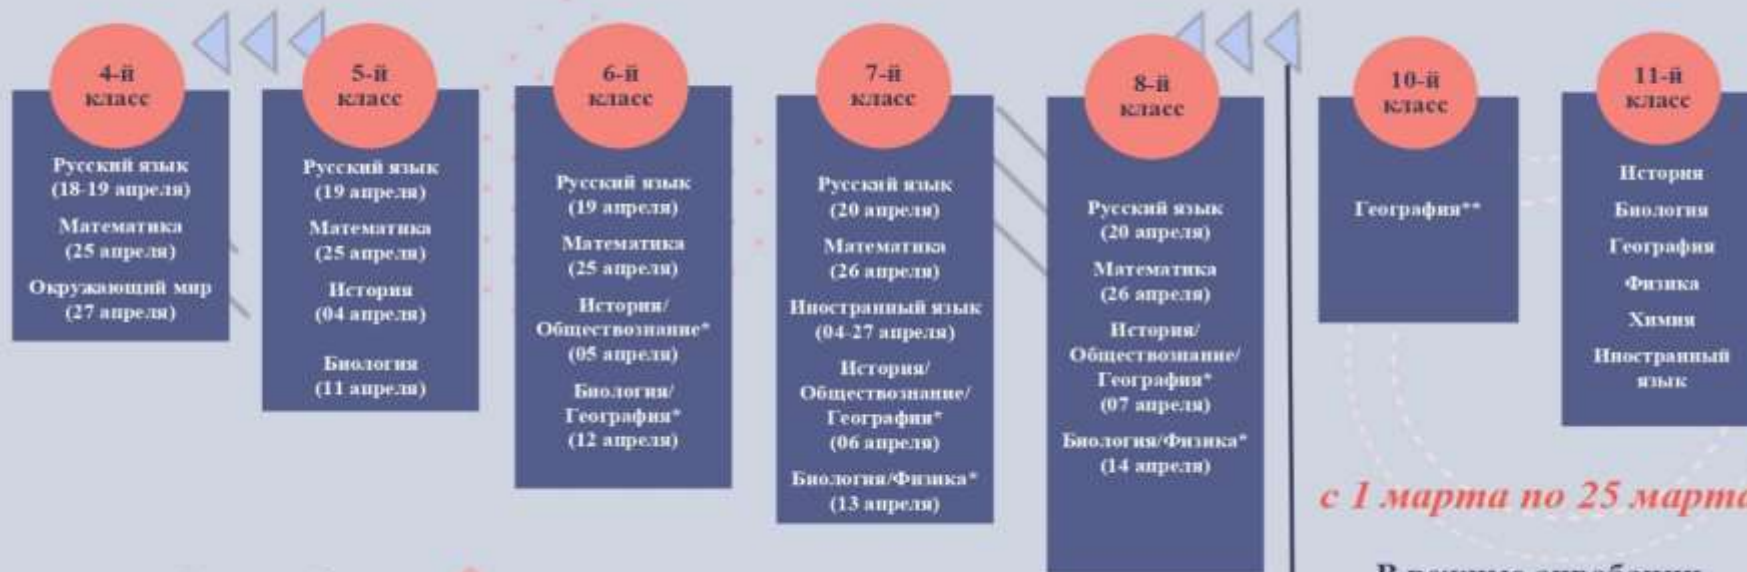 4-й
класс
Русский язык
(18-19 апреля)
Математика
(25 апреля)
Окружающий мир
(27 апреля)
5-й
класс
Русский язык
(19 апреля)
Математика
(25 апреля)
История
(04 апреля)
Биология
(11 апреля)
6-й
класс
Русский язык
(19 апреля)
Математика
(25 апреля)
История/
Обществознание*
(05 апреля)
Биология/
География*
(12 апреля)
7-й
класс
Русский язык
(20 апреля)
Математика
(26 апреля)
Иностранный язык
(04-27 апреля)
История/
Обществознание/
География*
(06 апреля)
Биология/Физика*
(13 апреля)
8-й
класс
Русский язык
(20 апреля)
Математика
(26 апреля)
История/
Обществознание/
География*
(07 апреля)
Биология/Физика*
(14 апреля)
10-й
класс
География**
11-й
класс
История
Биология
География
Физика
Химия
Иностранный
язык
с 1 марта по 25 марта